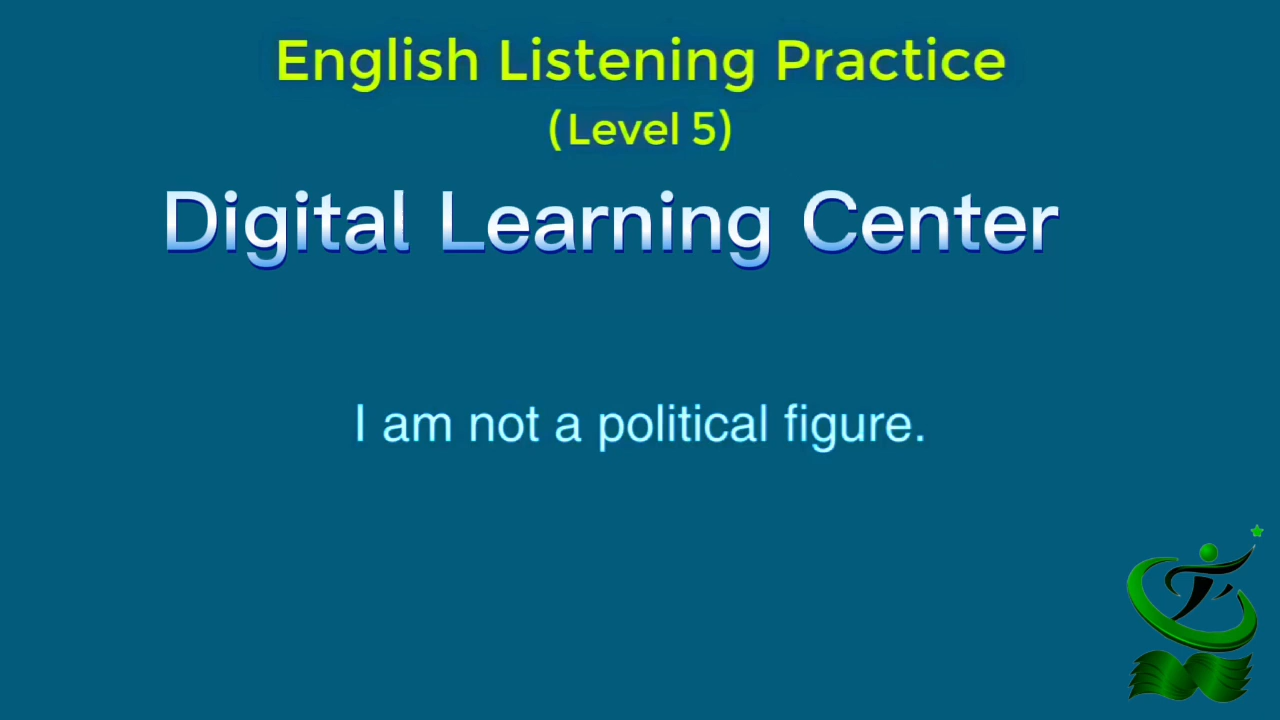 English Listening Practice
(Level 5)
Digital Learning Center
I am not a political figure.